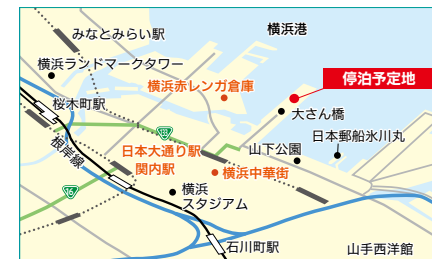 みなとみらい駅
横浜港
横浜ランドマークタワー
横浜赤レンガ倉庫
停泊予定地
桜木町駅
大さん橋
133
日本郵船氷川丸
根岸線
日本大通り駅
関内駅
山下公園
横浜中華街
16
横浜
スタジアム
石川町駅
山手西洋館